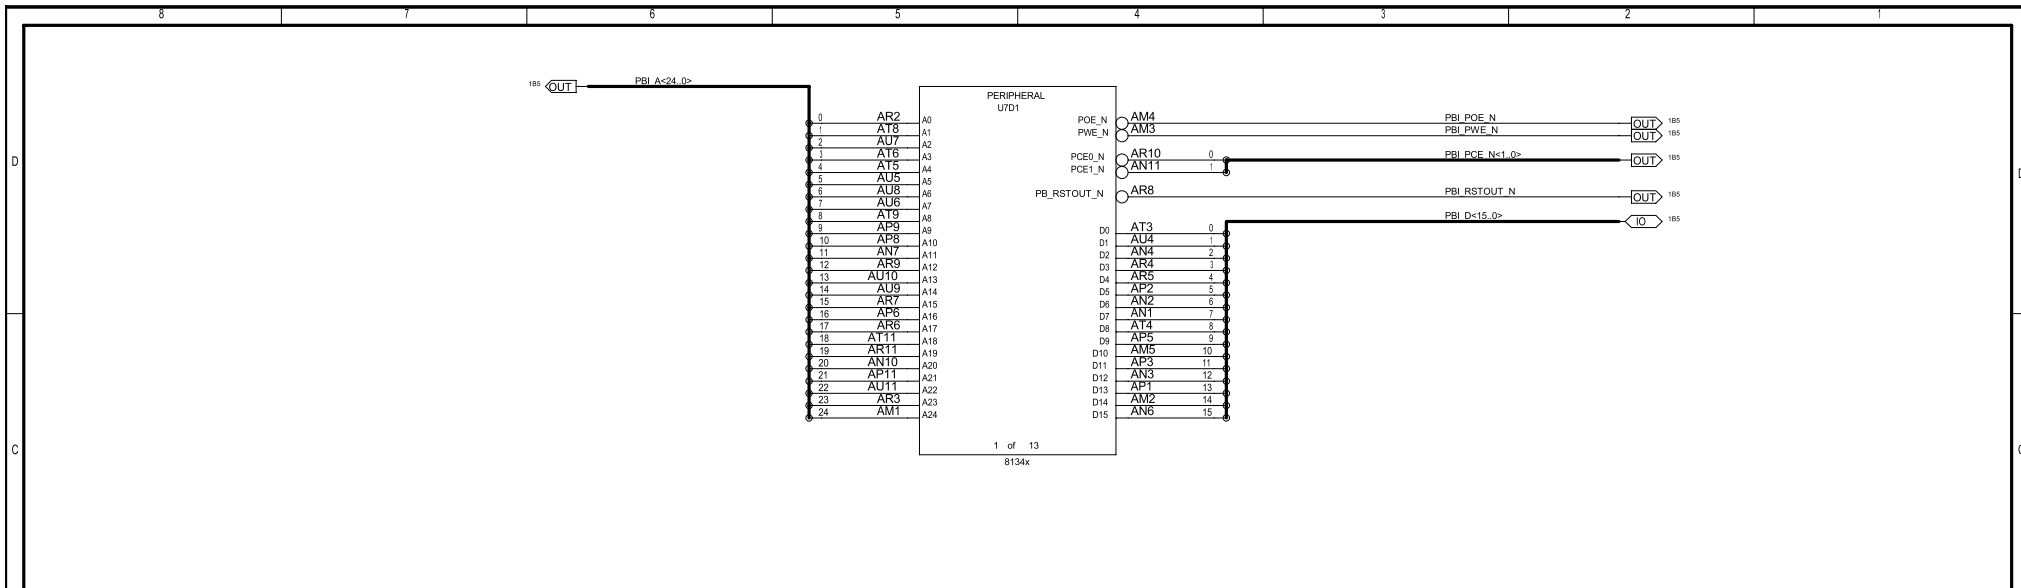 8 7 6 5 4 3 2 1
1B5 OUT PBI_A<24..0>
PERIPHERAL
U7D1
0 AR2 A0 POE_N AM4 PBI_POE_N OUT 1B5
1 AT8 A1 PWE_N AM3 PBI_PWE_N OUT 1B5
2 AU7 A2
3 AT6 A3 PCE0_N AR10 0 PBI_PCE_N<1..0> OUT 1B5
D
4 AT5 A4 PCE1_N AN11 1
5 AU5 A5
6 AU8 A6 PB_RSTOUT_N AR8 PBI_RSTOUT_N OUT 1B5
7 AU6 A7
8 AT9 A8 PBI_D<15..0> IO 1B5
9 AP9 A9 D0 AT3 0
10 AP8 A10 D1 AU4 1
11 AN7 A11 D2 AN4 2
12 AR9 A12 D3 AR4 3
13 AU10 A13 D4 AR5 4
14 AU9 A14 D5 AP2 5
15 AR7 A15 D6 AN2 6
16 AP6 A16 D7 AN1 7
17 AR6 A17 D8 AT4 8
18 AT11 A18 D9 AP5 9
19 AR11 A19 D10 AM5 10
20 AN10 A20 D11 AP3 11
21 AP11 A21 D12 AN3 12
22 AU11 A22 D13 AP1 13
23 AR3 A23 D14 AM2 14
24 AM1 A24 D15 AN6 15
C
1 of 13
8134x